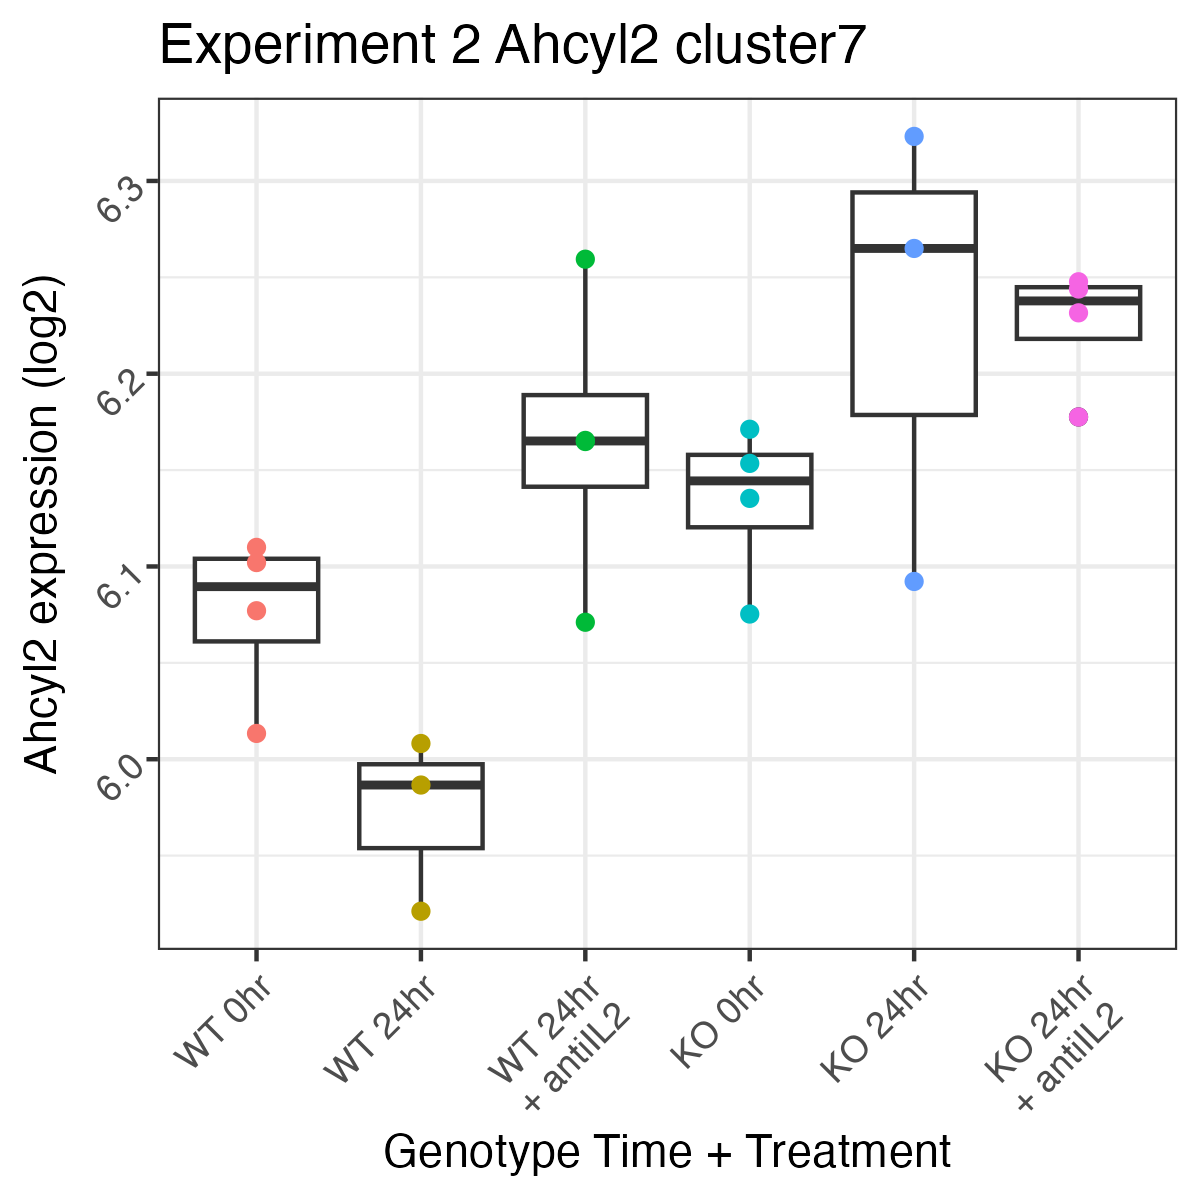 Experiment 2 Ahcyl2 cluster7
Ahcyl2 expression (log2)
6.3
6.2
6.1
6.0
WT 0hr
WT 24hr
WT 24hr
+ antiIL2
KO 0hr
KO 24hr
KO 24hr
+ antiIL2
Genotype Time + Treatment